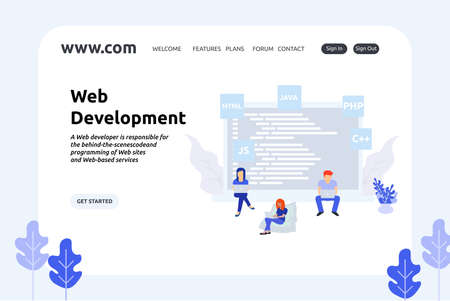 www.com WELCOME FEATURES PLANS FORUM CONTACT Sign In Sign Out
Web
Development
A Web developer is responsible for
the behind-the-scenescodeand
programming of Web sites
and Web-based services
GET STARTED
HTML
JAVA
PHP
JS
C++